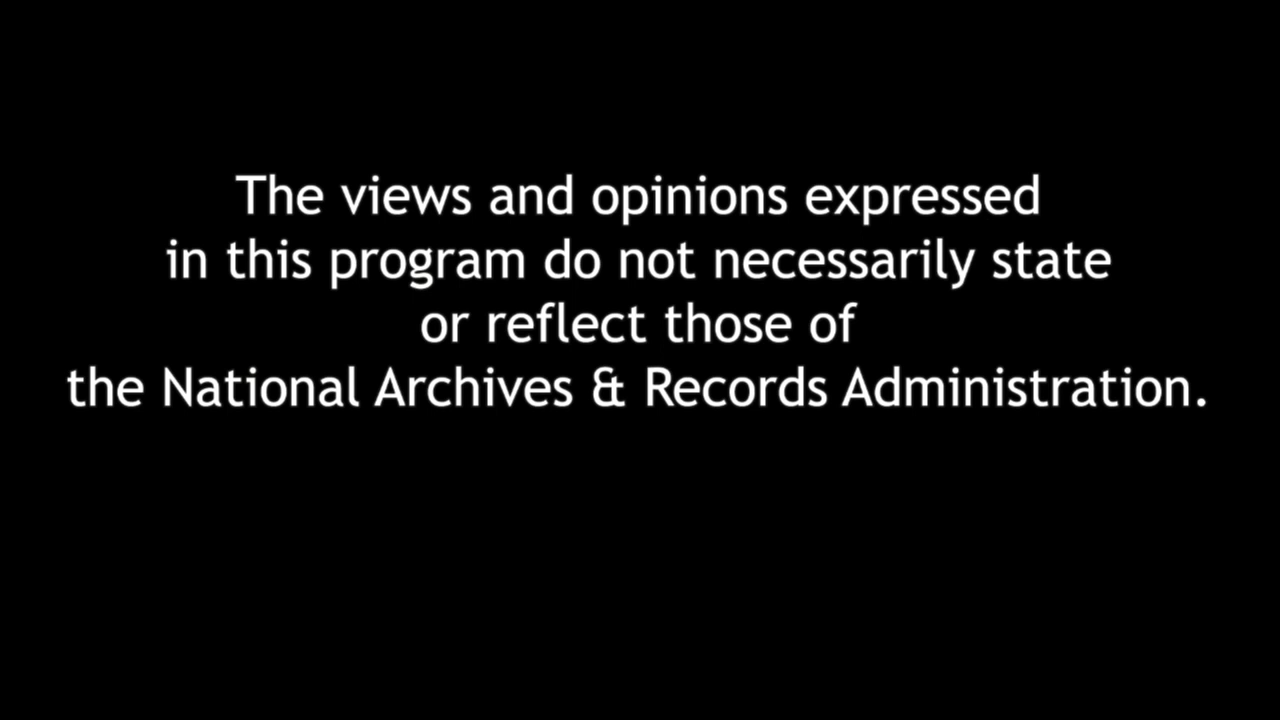 The views and opinions expressed
in this program do not necessarily state
or reflect those of
the National Archives & Records Administration.